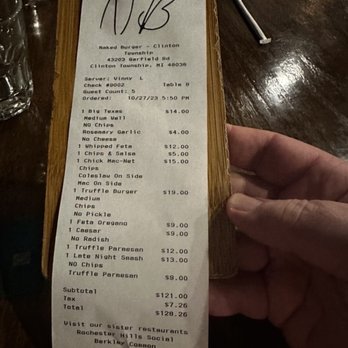 NB
Naked Burger - Clinton
Township
43203 Garfield Rd
Clinton Township, MI 48038
Server: Vinny L
Check #8002 Table 8
Guest Count: 5
Ordered: 10/27/23 5:50 PM
1 Big Texas $14.00
Medium Well
No Chips
Rosemary Garlic $4.00
No Cheese
1 Whipped Feta $12.00
1 Chips & Salsa $5.00
1 Chick Mac-Net $15.00
Chips
Coleslaw On Side
Mac On Side
1 Truffle Burger $19.00
Medium
Chips
No Pickle
1 Feta Oregano $9.00
1 Caesar $9.00
No Radish
1 Truffle Parmesan $12.00
1 Late Night Smash $13.00
No Chips
Truffle Parmesan $9.00
Subtotal $121.00
Tax $7.26
Total $128.26
Visit our sister restaurants
Rochester Hills Social
Berkley Common